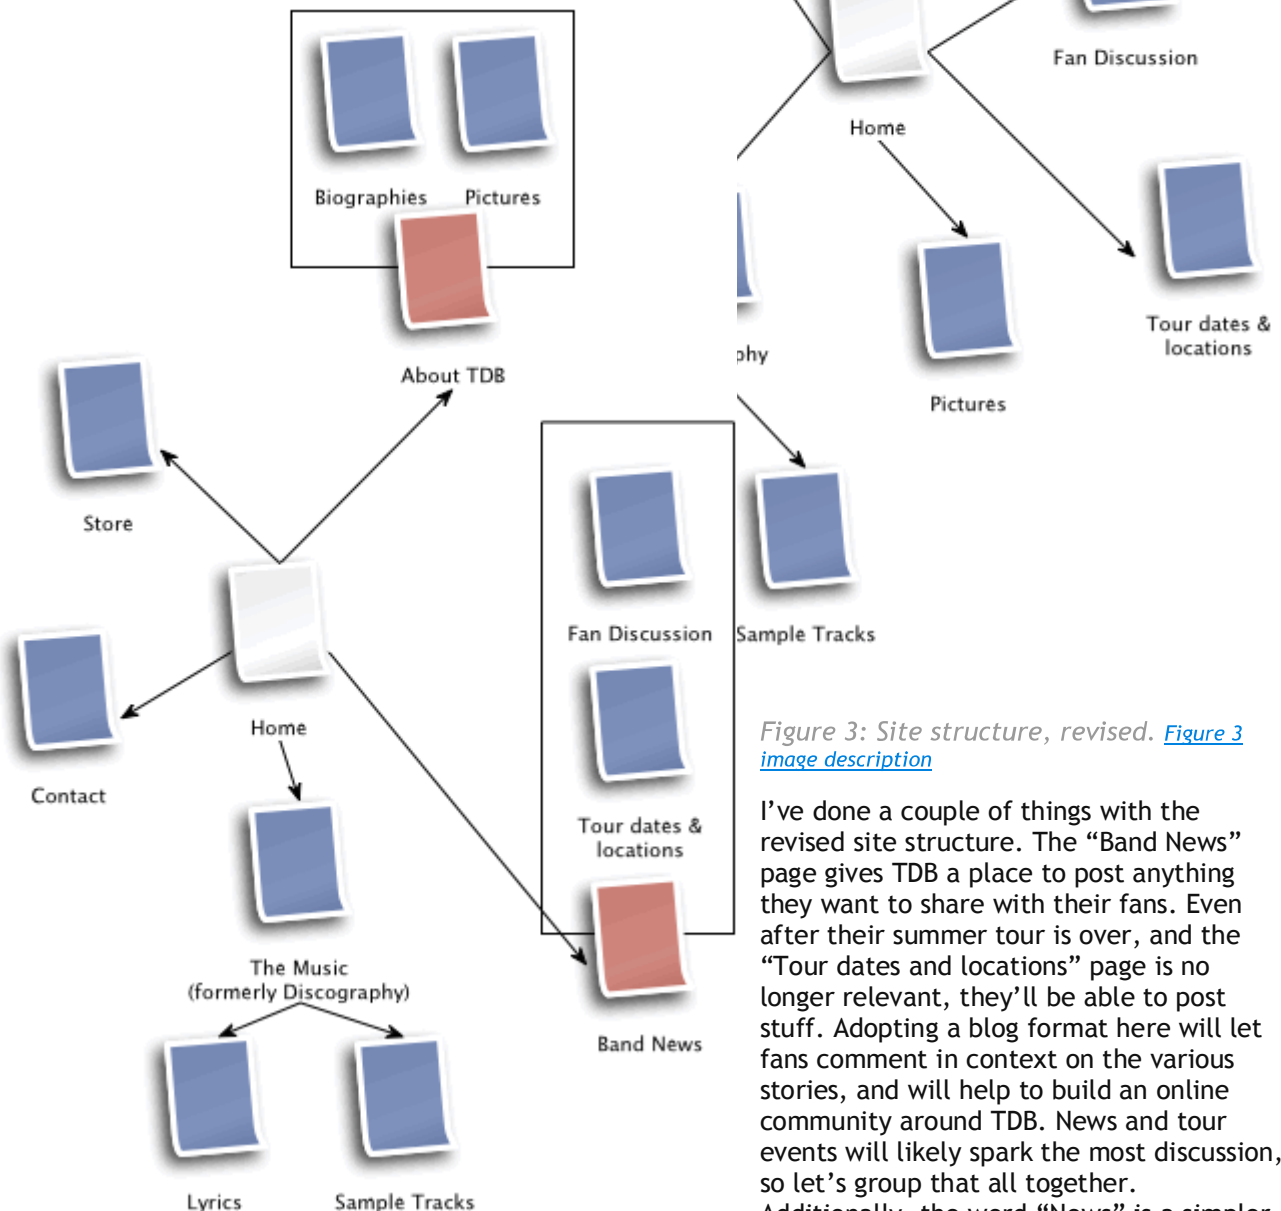 Biographies Pictures
About TDB
Store
Home
Contact
The Music
(formerly Discography)
Lyrics Sample Tracks
Fan Discussion
Tour dates &
locations
Band News
Fan Discussion
Home
Tour dates &
locations
phy
Pictures
Sample Tracks
Figure 3: Site structure, revised. Figure 3
image description
I’ve done a couple of things with the
revised site structure. The “Band News”
page gives TDB a place to post anything
they want to share with their fans. Even
after their summer tour is over, and the
“Tour dates and locations” page is no
longer relevant, they’ll be able to post
stuff. Adopting a blog format here will let
fans comment in context on the various
stories, and will help to build an online
community around TDB. News and tour
events will likely spark the most discussion,
so let’s group that all together.
Additionally, the word “News” is a simpler